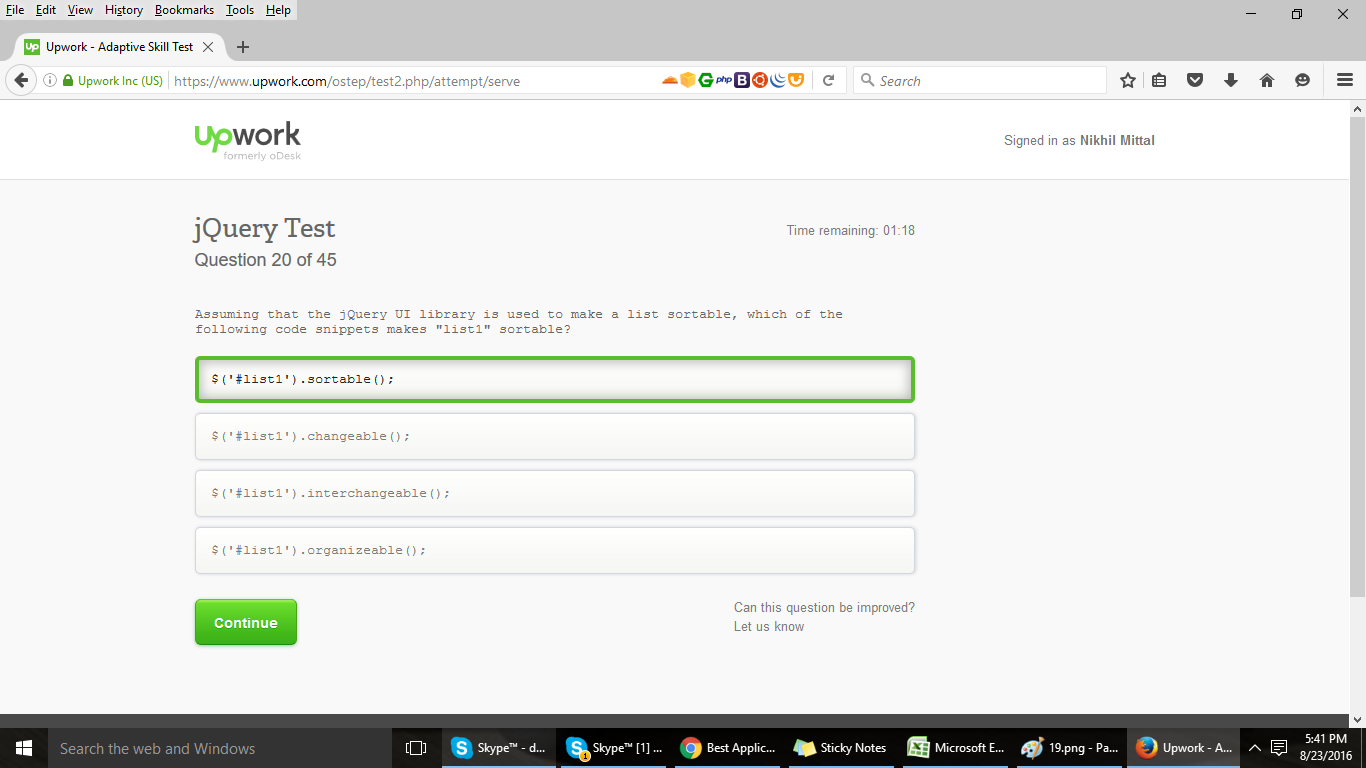 File Edit View History Bookmarks Tools Help
Upwork - Adaptive Skill Test
Upwork Inc (US) https://www.upwork.com/ostep/test2.php/attempt/serve Search
upwork
formerly oDesk
Signed in as Nikhil Mittal
jQuery Test
Time remaining: 01:18
Question 20 of 45
Assuming that the jQuery UI library is used to make a list sortable, which of the
following code snippets makes "list1" sortable?
$('#list1').sortable();
$('#list1').changeable();
$('#list1').interchangeable();
$('#list1').organizeable();
Continue
Can this question be improved?
Let us know
Search the web and Windows
Skype™ - d...
Skype™ [1] ...
Best Applic...
Sticky Notes
Microsoft E...
19.png - Pa...
Upwork - A...
5:41 PM
8/23/2016